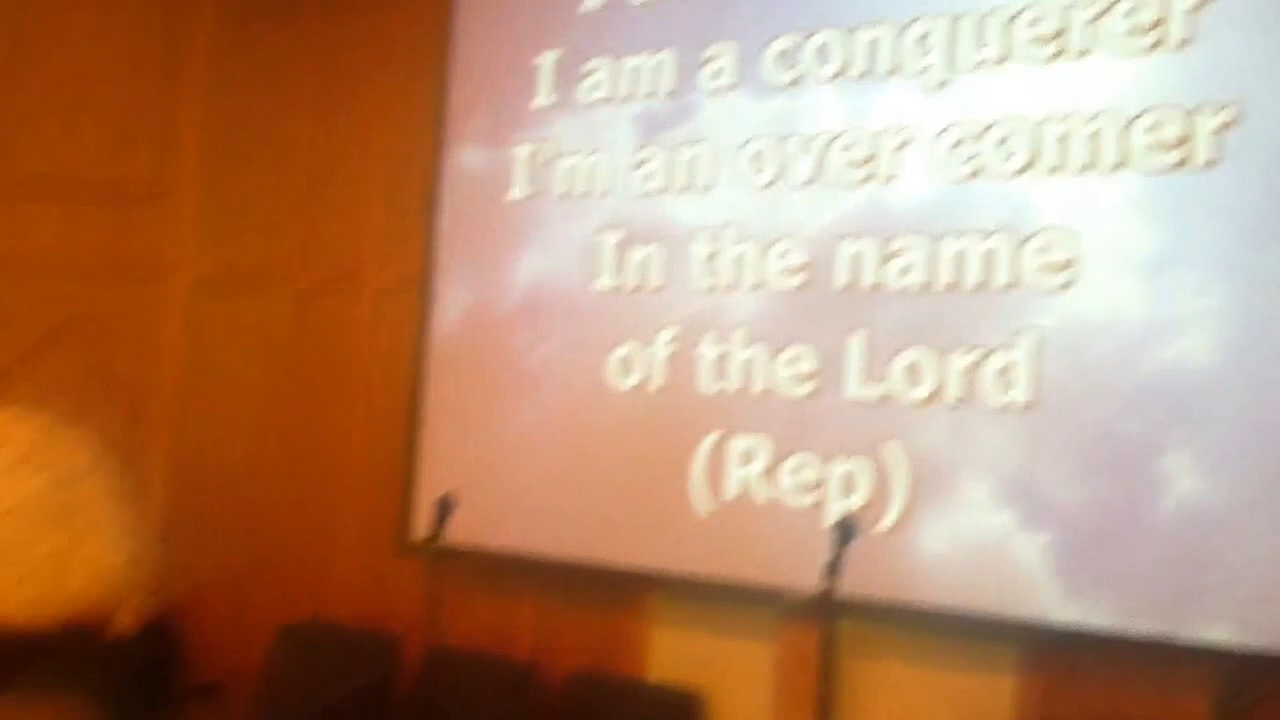 I am a conquerer
I'm an over comer
In the name
of the Lord
(Rep)